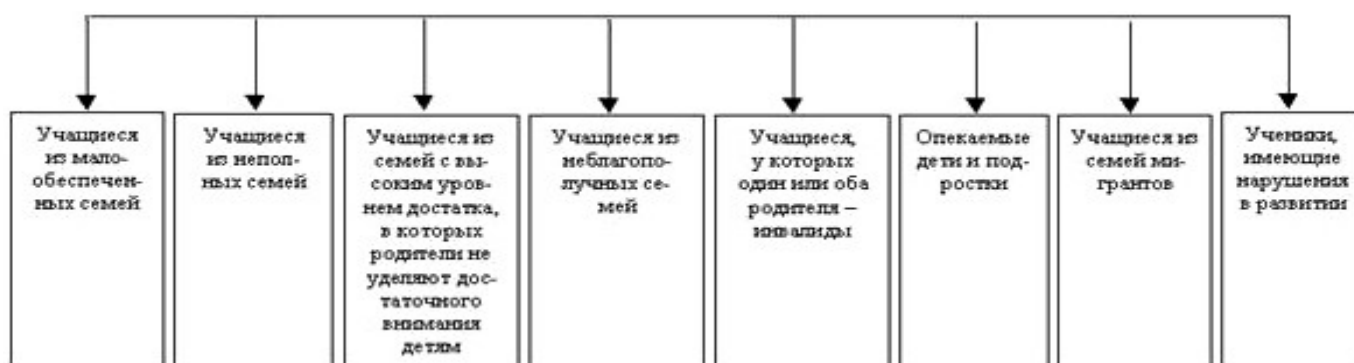 Учащиеся
из мало-
обеспечен-
ных семей
Учащиеся
из непол-
ных семей
Учащиеся из
семей с вы-
соким уров-
нем достатка,
в которых
родители не
уделяют дос-
таточного
внимания
детям
Учащиеся из
неблагопо-
лучных се-
мей
Учащиеся,
у которых
один или оба
родителя –
инвалиды
Опекаемые
дети и под-
ростки
Учащиеся из
семей ми-
грантов
Ученики,
имеющие
нарушения
в развитии